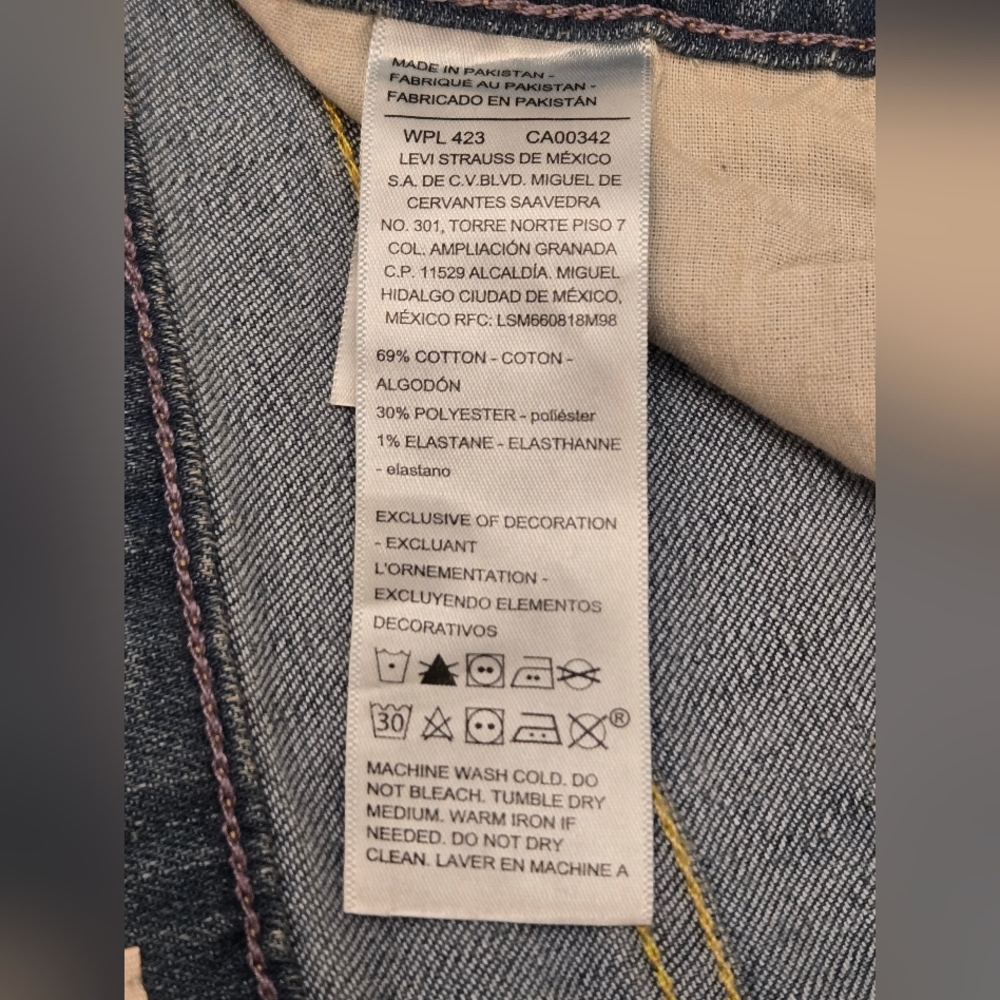 MADE IN PAKISTAN -
FABRIQUÉ AU PAKISTAN -
FABRICADO EN PAKISTÁN
WPL 423 CA00342
LEVI STRAUSS DE MÉXICO
S.A. DE C.V.BLVD. MIGUEL DE
CERVANTES SAAVEDRA
NO. 301, TORRE NORTE PISO 7
COL. AMPLIACIÓN GRANADA
C.P. 11529 ALCALDÍA. MIGUEL
HIDALGO CIUDAD DE MÉXICO,
MÉXICO RFC: LSM660818M98
69% COTTON - COTON -
ALGODÓN
30% POLYESTER - poliéster
1% ELASTANE - ELASTHANNE
- elastano
EXCLUSIVE OF DECORATION
- EXCLUANT
L'ORNEMENTATION -
EXCLUYENDO ELEMENTOS
DECORATIVOS
30 ®
MACHINE WASH COLD. DO
NOT BLEACH. TUMBLE DRY
MEDIUM. WARM IRON IF
NEEDED. DO NOT DRY
CLEAN. LAVER EN MACHINE A